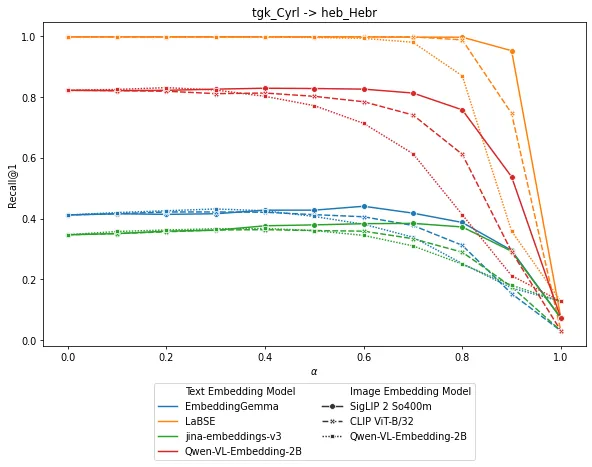 tgk_Cyrl -> heb_Hebr
1.0
0.8
0.6
0.4
0.2
0.0
Recall@1
0.0 0.2 0.4 0.6 0.8 1.0
α
Text Embedding Model
EmbeddingGemma
LaBSE
jina-embeddings-v3
Qwen-VL-Embedding-2B
Image Embedding Model
SigLIP 2 So400m
CLIP ViT-B/32
Qwen-VL-Embedding-2B